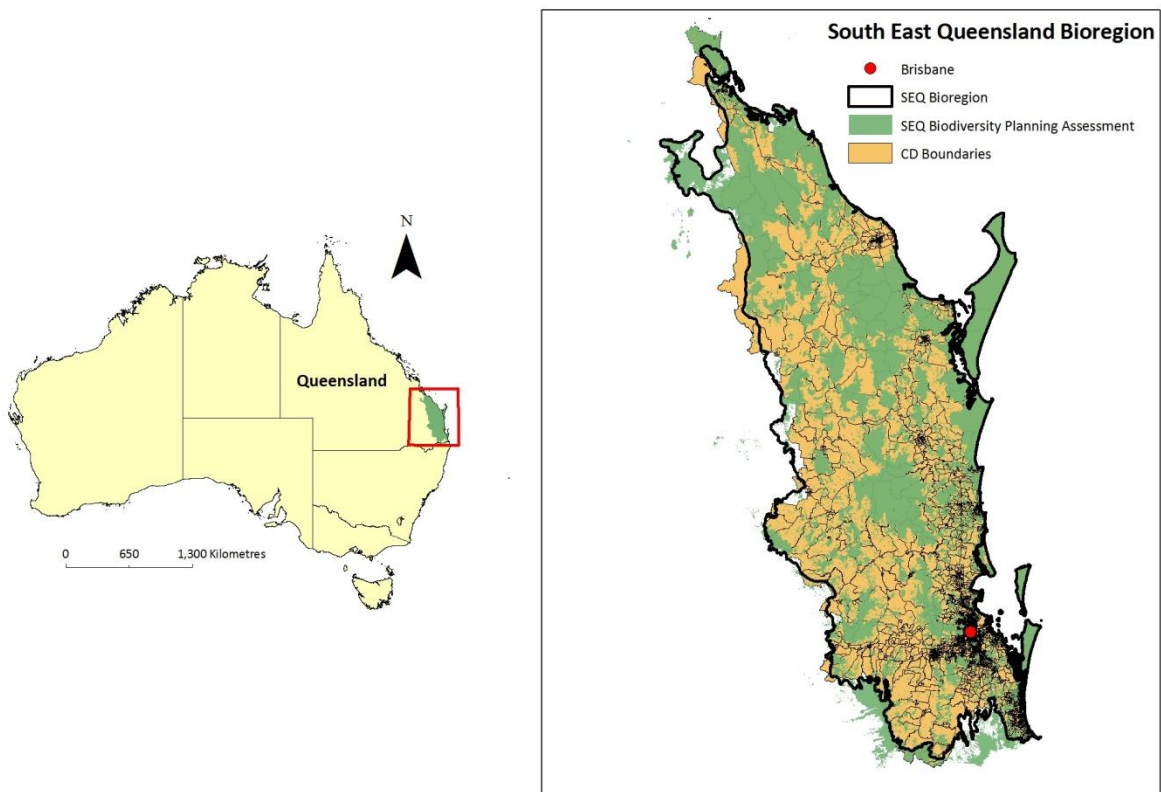 N
Queensland
0 650 1,300 Kilometres
South East Queensland Bioregion
Brisbane
SEQ Bioregion
SEQ Biodiversity Planning Assessment
CD Boundaries